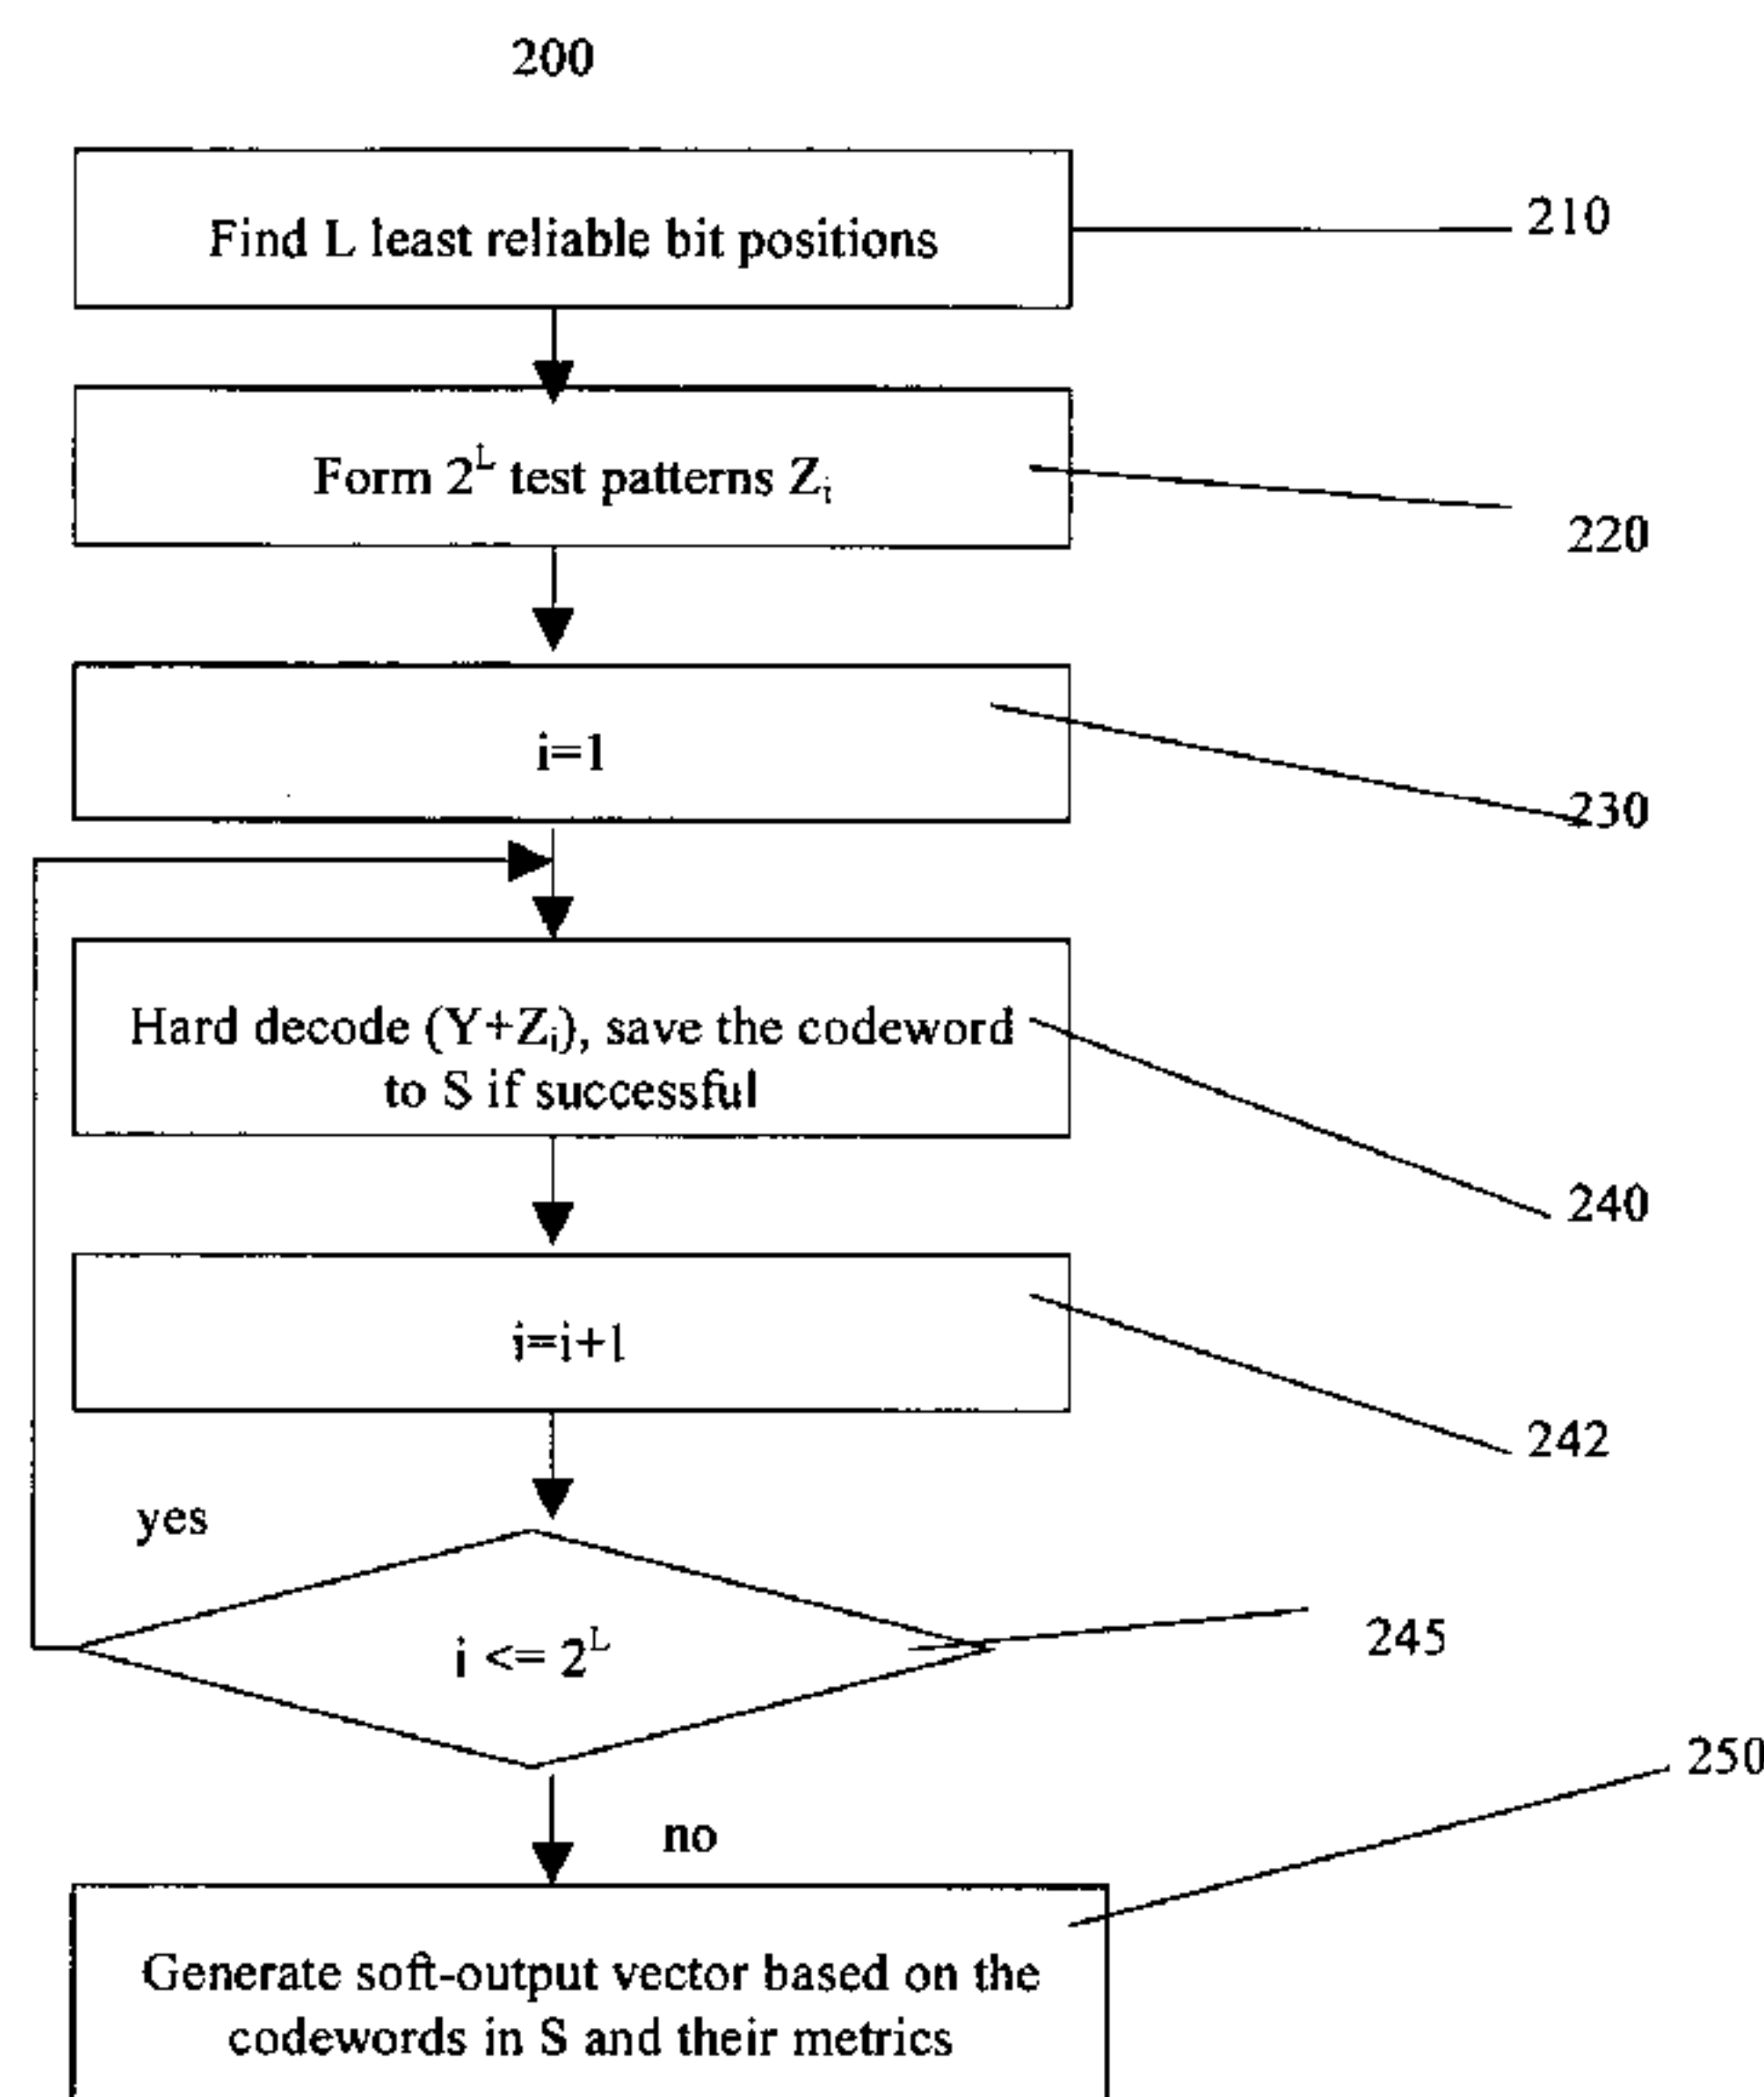 200
Find L least reliable bit positions
210
Form 2^L test patterns Z_i
220
i=1
230
Hard decode (Y+Z_i), save the codeword
to S if successful
240
i=i+1
242
yes
i <= 2^L
245
250
no
Generate soft-output vector based on the
codewords in S and their metrics